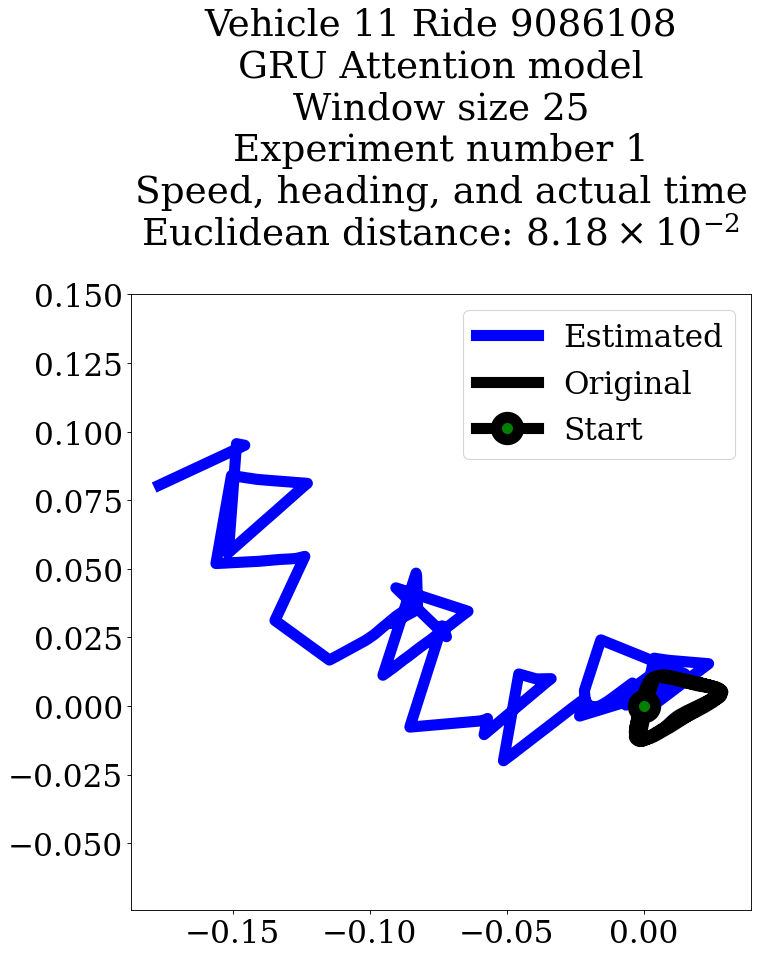 Vehicle 11 Ride 9086108
GRU Attention model
Window size 25
Experiment number 1
Speed, heading, and actual time
Euclidean distance: 8.18 × 10⁻²
Estimated
Original
Start
0.150
0.125
0.100
0.075
0.050
0.025
0.000
−0.025
−0.050
−0.15 −0.10 −0.05 0.00